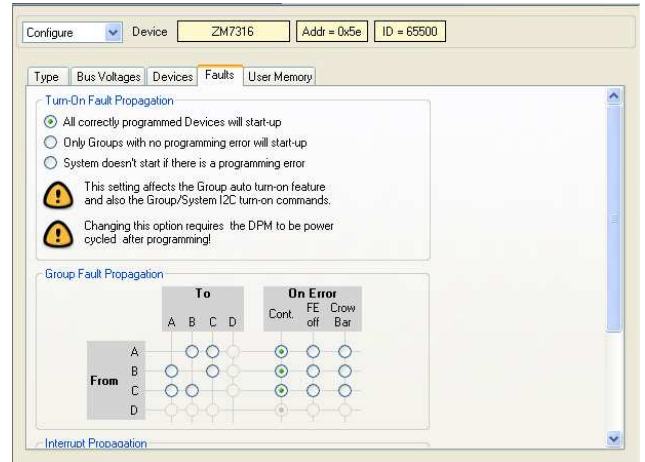 Configure Device ZM7316 Addr = 0x5e ID = 65500
Type Bus Voltages Devices Faults User Memory
Turn-On Fault Propagation
All correctly programmed Devices will start-up
Only Groups with no programming error will start-up
System doesn't start if there is a programming error
This setting affects the Group auto turn-on feature
and also the Group/System I2C turn-on commands.
Changing this option requires the DPM to be power
cycled after programming!
Group Fault Propagation
To On Error
A B C D Cont. FE off Crow Bar
From
A
B
C
D
Interrupt Propagation